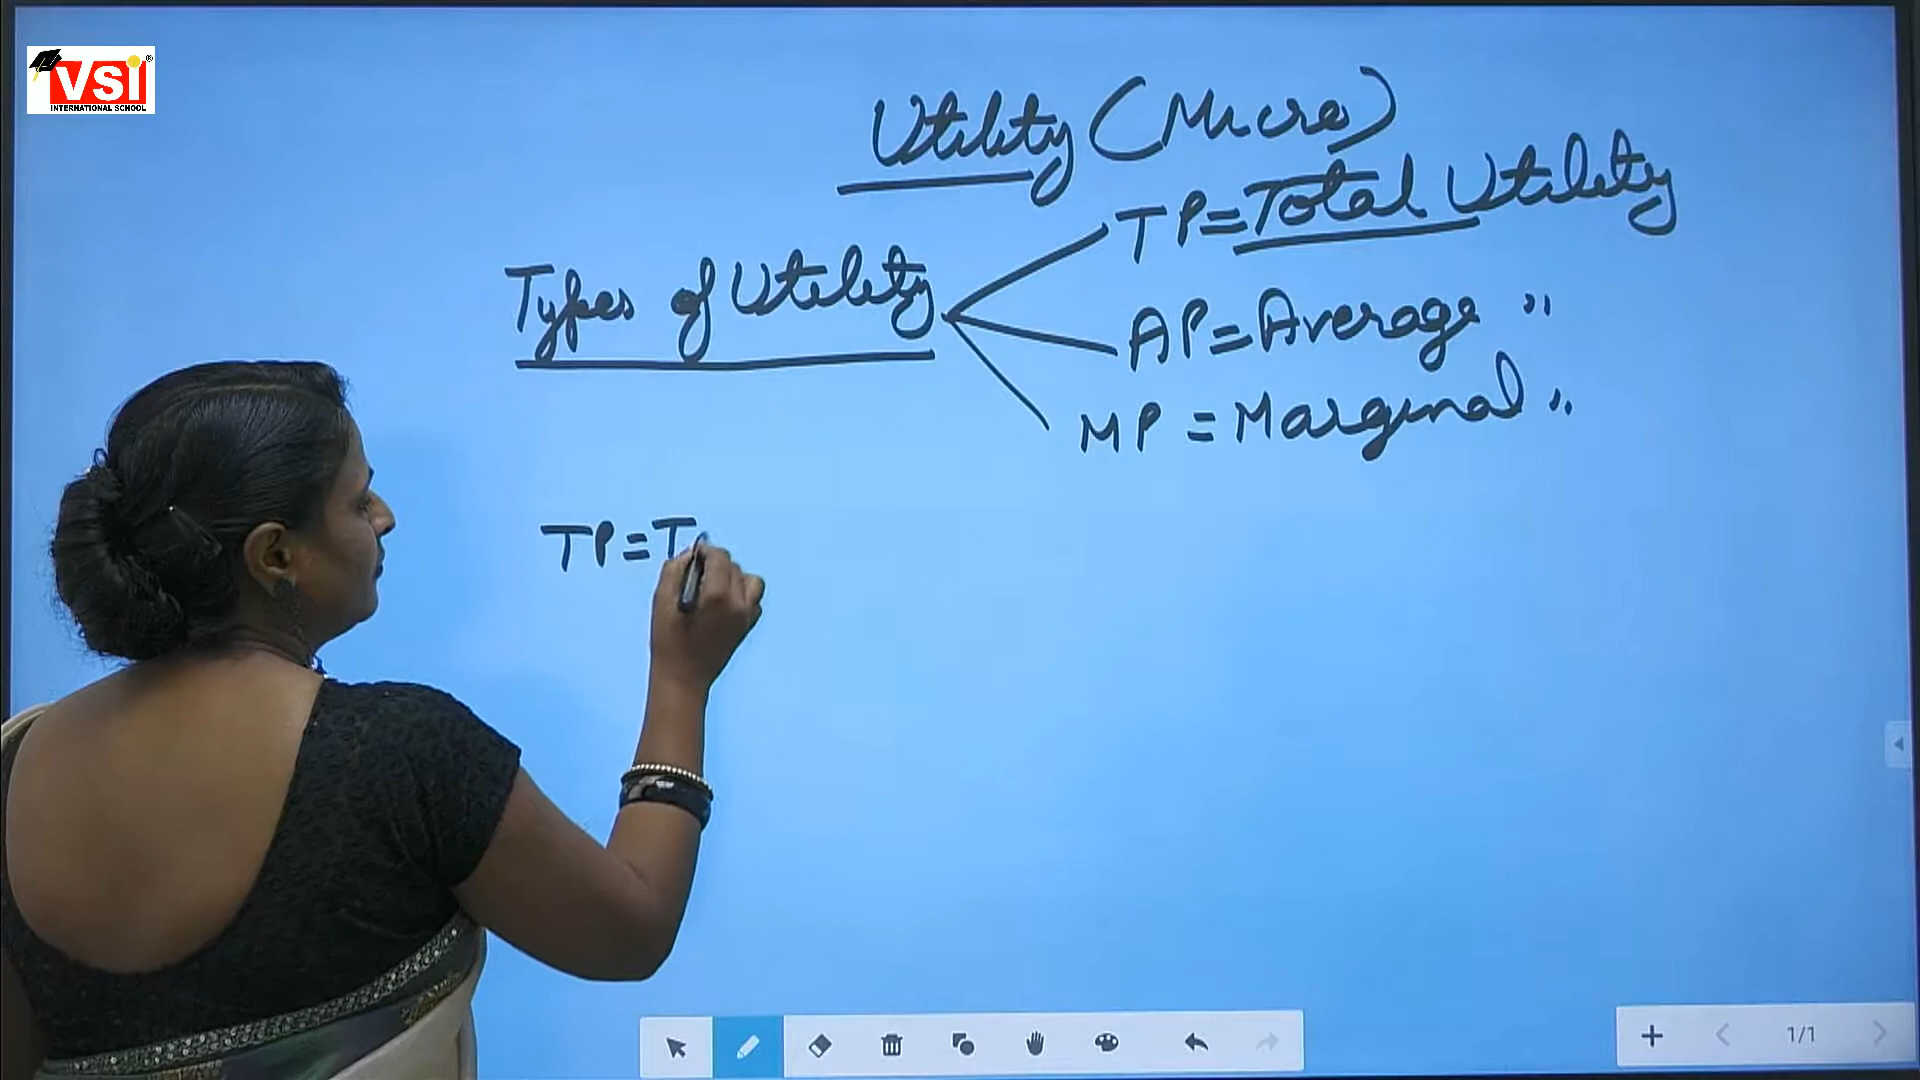 VSI
INTERNATIONAL SCHOOL
Utility (Micro)
Types of Utility
TP = Total Utility
AP = Average "
MP = Marginal "
TP = T
1/1